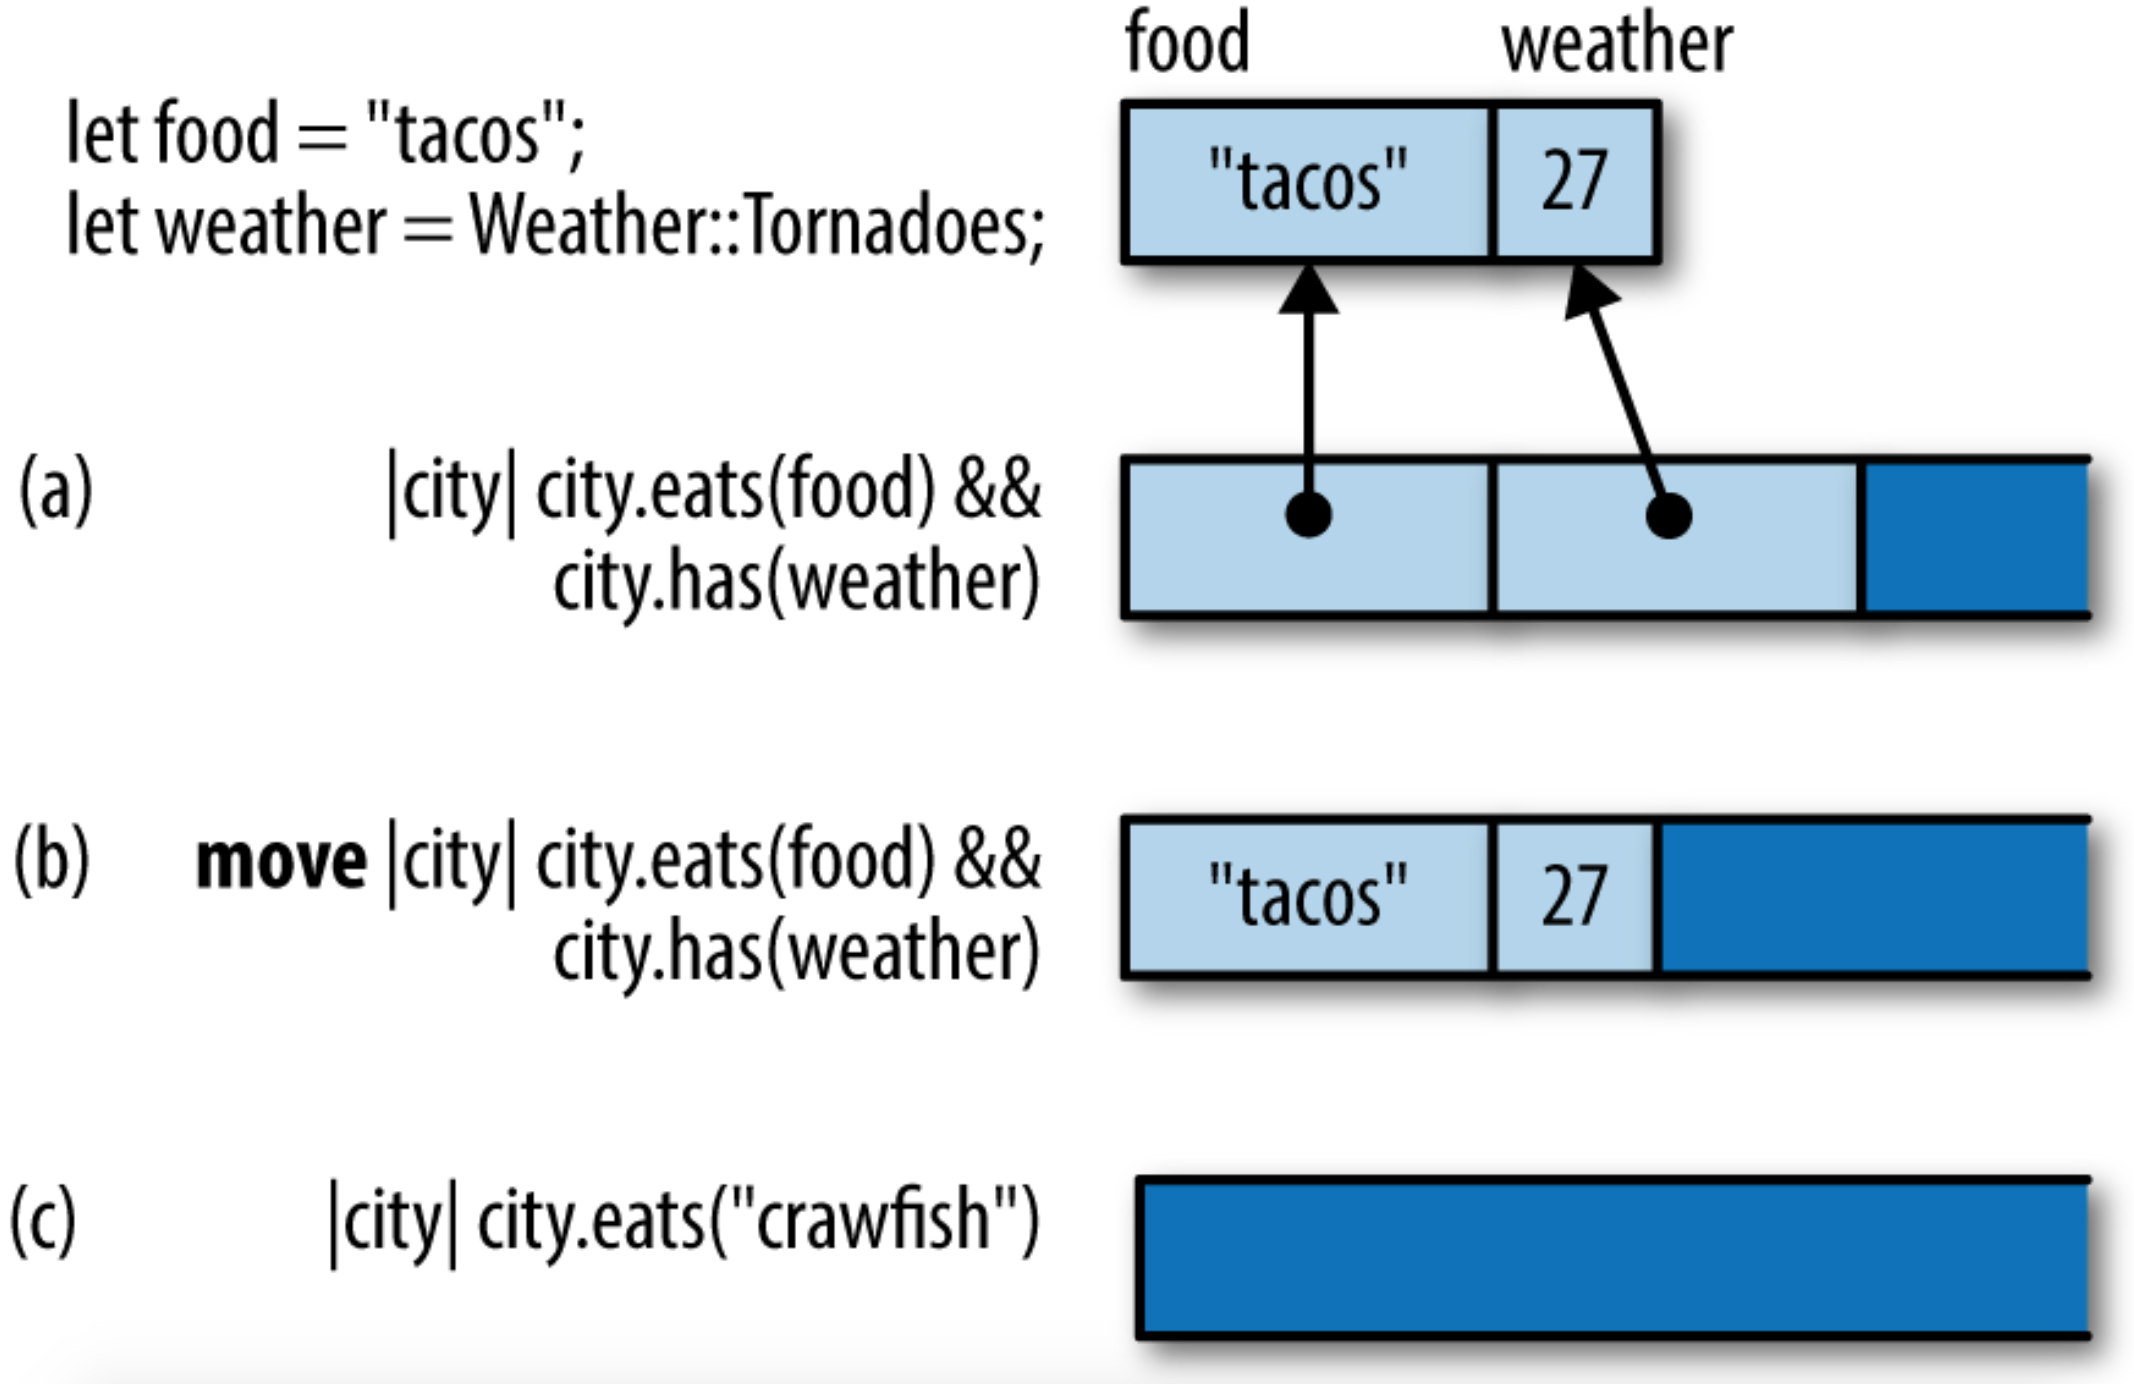 food weather
let food = "tacos";
let weather = Weather::Tornadoes;
"tacos" 27
(a) |city| city.eats(food) &&
city.has(weather)
(b) move |city| city.eats(food) &&
city.has(weather)
"tacos" 27
(c) |city| city.eats("crawfish")